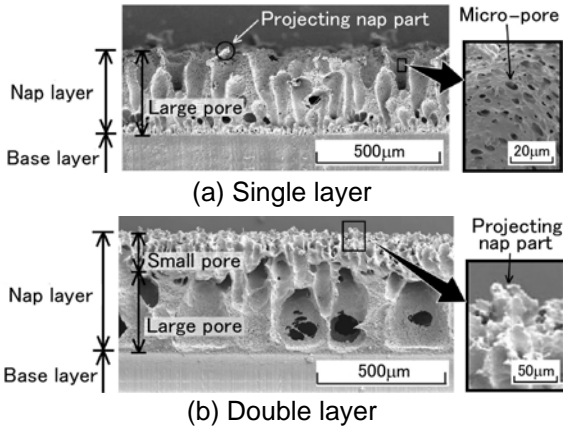 Projecting nap part
Micro-pore
Nap layer
Large pore
Base layer
500μm
20μm
(a) Single layer
Projecting
nap part
Small pore
Nap layer
Large pore
Base layer
500μm
50μm
(b) Double layer